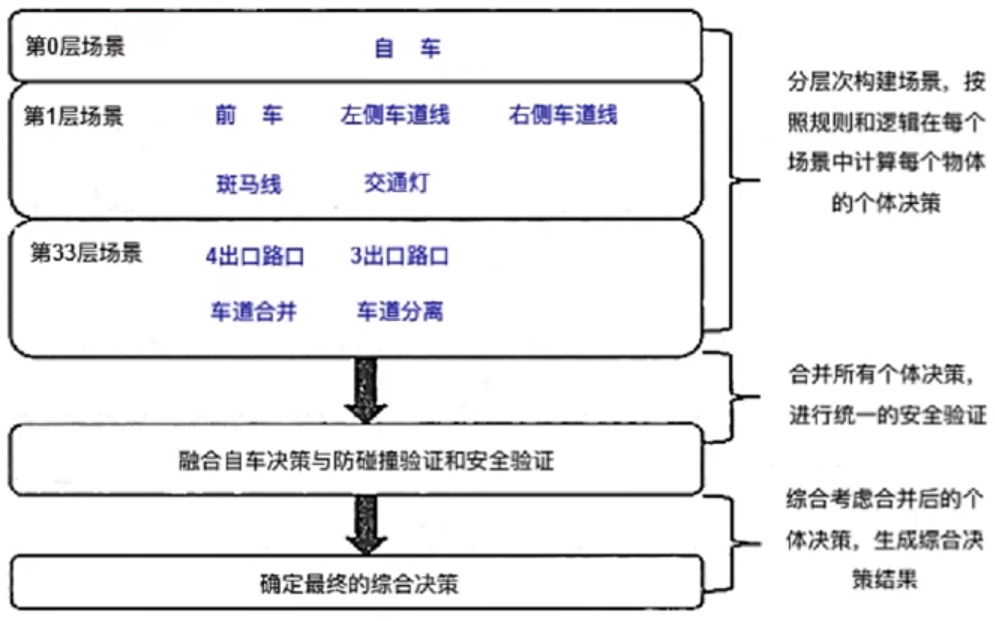 第0层场景
自 车
第1层场景
前 车
左侧车道线
右侧车道线
斑马线
交通灯
第33层场景
4出口路口
3出口路口
车道合并
车道分离
融合自车决策与防碰撞验证和安全验证
确定最终的综合决策
分层次构建场景，按
照规则和逻辑在每个
场景中计算每个物体
的个体决策
合并所有个体决策，
进行统一的安全验证
综合考虑合并后的个
体决策，生成综合决
策结果